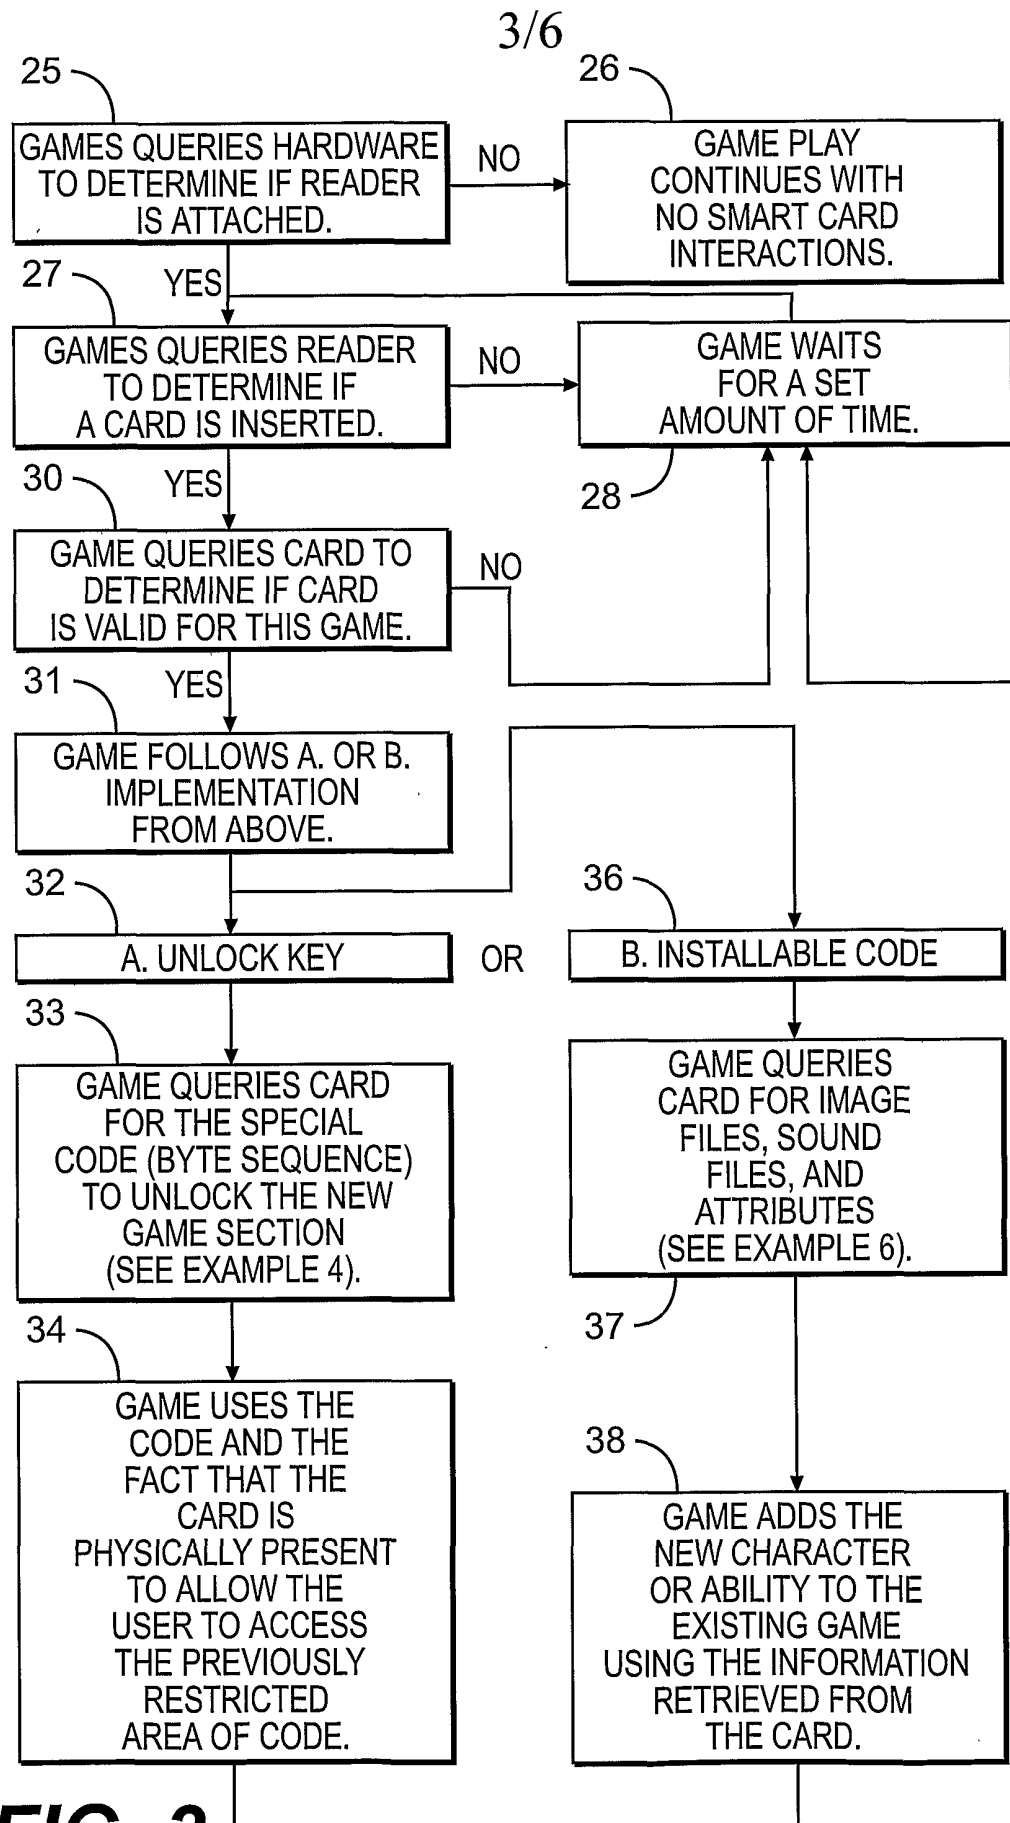 3/6
25
GAMES QUERIES HARDWARE
TO DETERMINE IF READER
IS ATTACHED.
NO
26
GAME PLAY
CONTINUES WITH
NO SMART CARD
INTERACTIONS.
YES
27
GAMES QUERIES READER
TO DETERMINE IF
A CARD IS INSERTED.
NO
GAME WAITS
FOR A SET
AMOUNT OF TIME.
28
YES
30
GAME QUERIES CARD TO
DETERMINE IF CARD
IS VALID FOR THIS GAME.
NO
YES
31
GAME FOLLOWS A. OR B.
IMPLEMENTATION
FROM ABOVE.
32
A. UNLOCK KEY
OR
36
B. INSTALLABLE CODE
33
GAME QUERIES CARD
FOR THE SPECIAL
CODE (BYTE SEQUENCE)
TO UNLOCK THE NEW
GAME SECTION
(SEE EXAMPLE 4).
GAME QUERIES
CARD FOR IMAGE
FILES, SOUND
FILES, AND
ATTRIBUTES
(SEE EXAMPLE 6).
37
34
GAME USES THE
CODE AND THE
FACT THAT THE
CARD IS
PHYSICALLY PRESENT
TO ALLOW THE
USER TO ACCESS
THE PREVIOUSLY
RESTRICTED
AREA OF CODE.
38
GAME ADDS THE
NEW CHARACTER
OR ABILITY TO THE
EXISTING GAME
USING THE INFORMATION
RETRIEVED FROM
THE CARD.